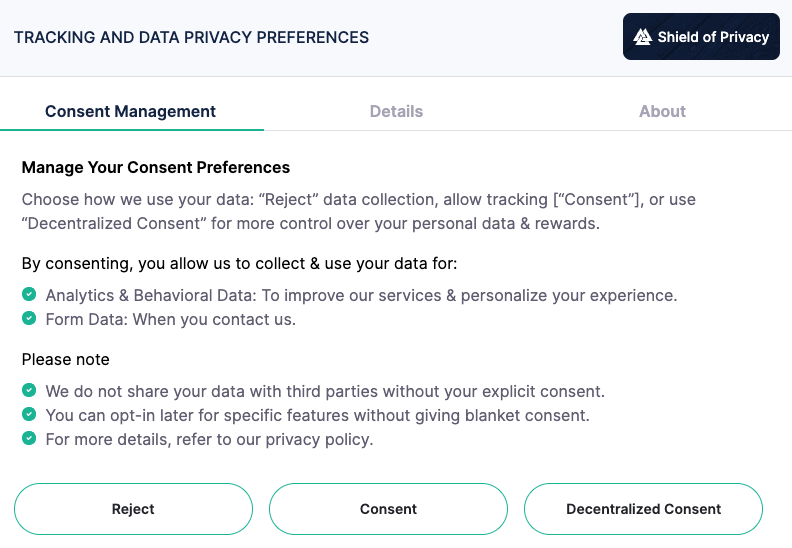 TRACKING AND DATA PRIVACY PREFERENCES
Shield of Privacy
Consent Management
Details
About
Manage Your Consent Preferences
Choose how we use your data: “Reject” data collection, allow tracking [“Consent”], or use
“Decentralized Consent” for more control over your personal data & rewards.
By consenting, you allow us to collect & use your data for:
Analytics & Behavioral Data: To improve our services & personalize your experience.
Form Data: When you contact us.
Please note
We do not share your data with third parties without your explicit consent.
You can opt-in later for specific features without giving blanket consent.
For more details, refer to our privacy policy.
Reject
Consent
Decentralized Consent